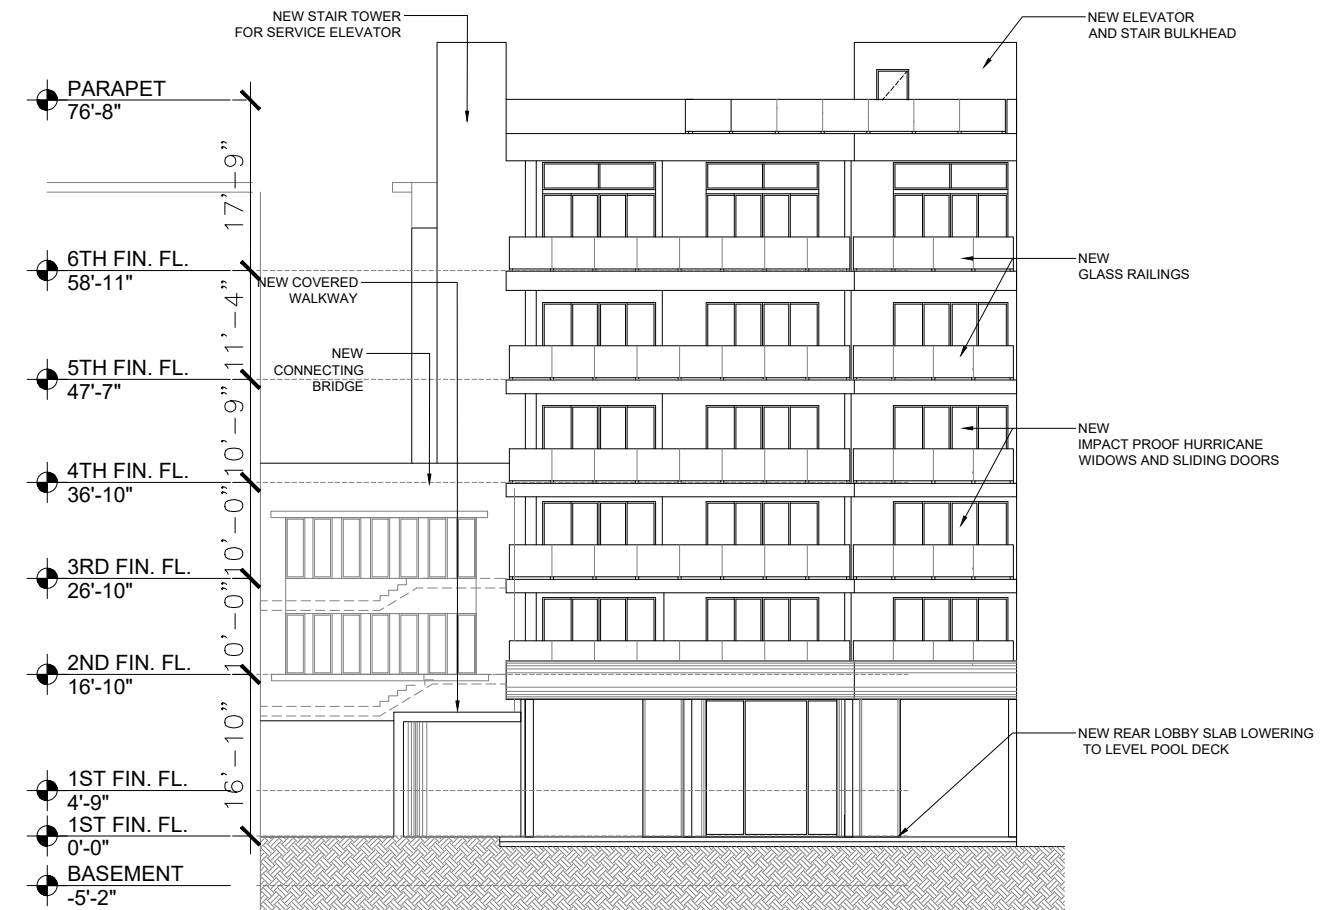 NEW STAIR TOWER
FOR SERVICE ELEVATOR
NEW ELEVATOR
AND STAIR BULKHEAD
PARAPET
76'-8"
17'-9"
6TH FIN. FL.
58'-11"
NEW COVERED
WALKWAY
NEW
GLASS RAILINGS
11'-4"
NEW
CONNECTING
BRIDGE
5TH FIN. FL.
47'-7"
10'-9"
NEW
IMPACT PROOF HURRICANE
WIDOWS AND SLIDING DOORS
4TH FIN. FL.
36'-10"
10'-0"
3RD FIN. FL.
26'-10"
10'-0"
2ND FIN. FL.
16'-10"
16'-10"
NEW REAR LOBBY SLAB LOWERING
TO LEVEL POOL DECK
1ST FIN. FL.
4'-9"
1ST FIN. FL.
0'-0"
BASEMENT
-5'-2"